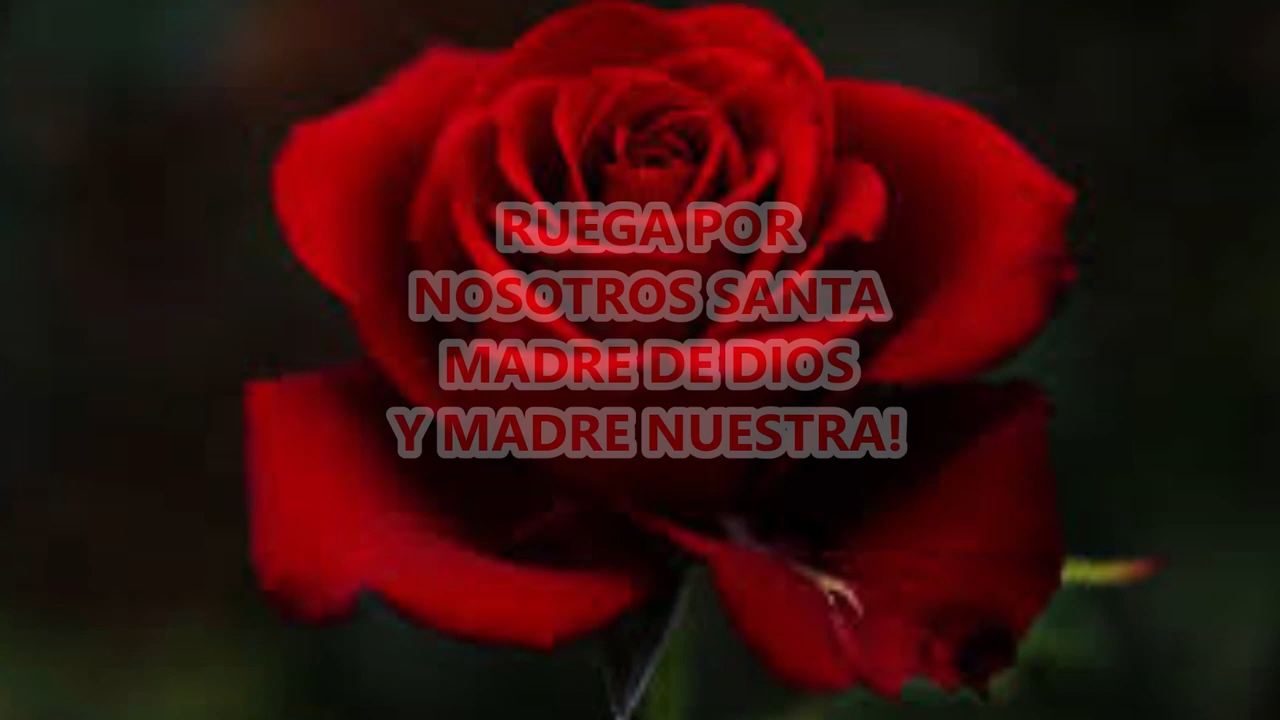 RUEGA POR
NOSOTROS SANTA
MADRE DE DIOS
Y MADRE NUESTRA!